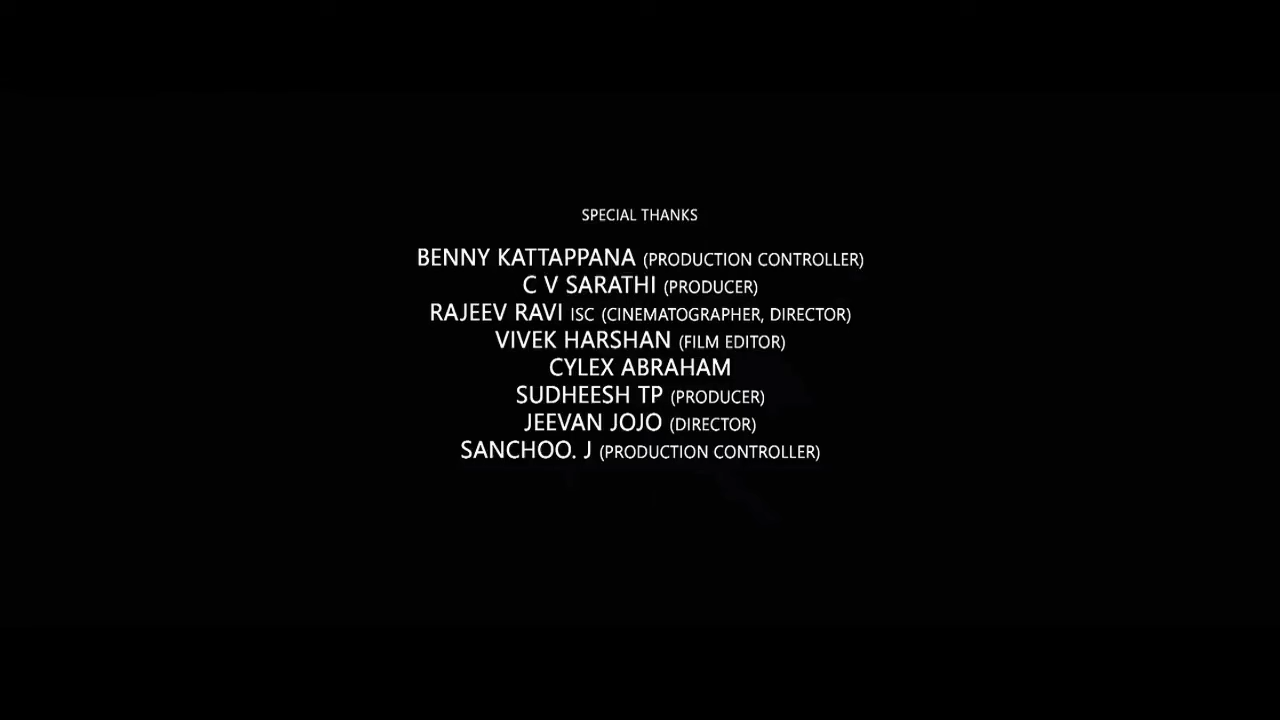 SPECIAL THANKS
BENNY KATTAPPANA (PRODUCTION CONTROLLER)
C V SARATHI (PRODUCER)
RAJEEV RAVI ISC (CINEMATOGRAPHER, DIRECTOR)
VIVEK HARSHAN (FILM EDITOR)
CYLEX ABRAHAM
SUDHEESH TP (PRODUCER)
JEEVAN JOJO (DIRECTOR)
SANCHOO. J (PRODUCTION CONTROLLER)